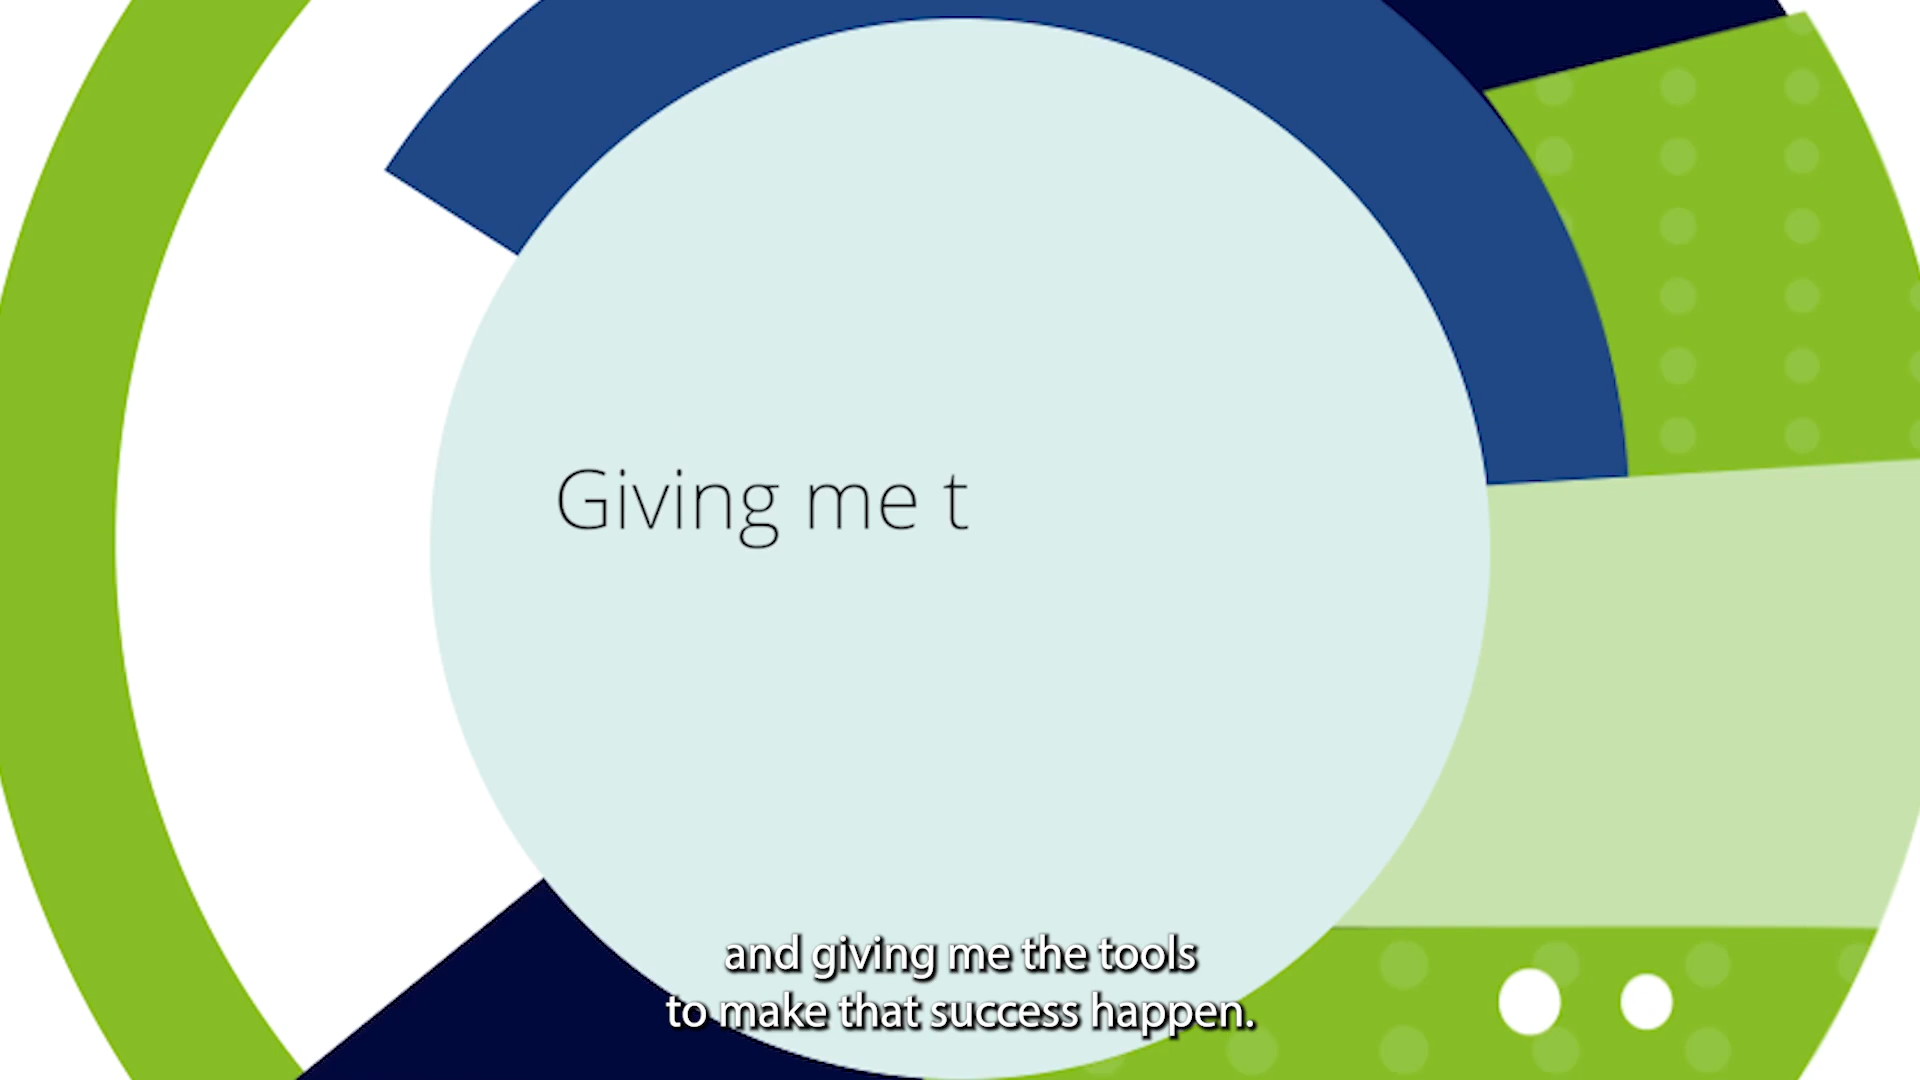 Giving me t
and giving me the tools
to make that success happen.